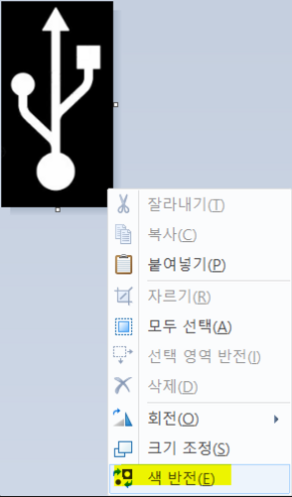 잘라내기(T)
복사(C)
붙여넣기(P)
자르기(R)
모두 선택(A)
선택 영역 반전(I)
삭제(D)
회전(O)
크기 조정(S)
색 반전(E)